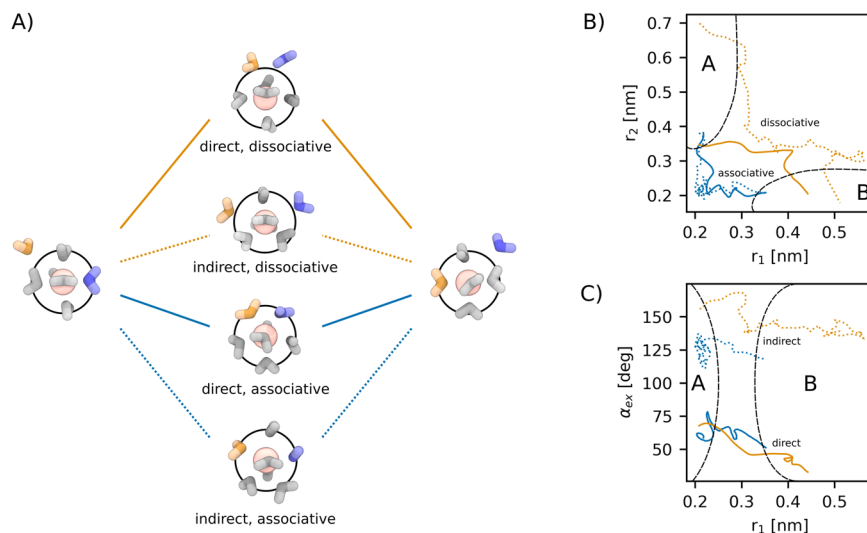 A)
direct, dissociative
indirect, dissociative
direct, associative
indirect, associative
B)
r2 [nm]
0.7
0.6
0.5
0.4
0.3
0.2
A
dissociative
associative
B
0.2 0.3 0.4 0.5
r1 [nm]
C)
αex [deg]
150
125
100
75
50
indirect
A
B
direct
0.2 0.3 0.4 0.5
r1 [nm]